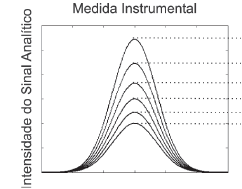 Medida Instrumental
Intensidade do Sinal Analítico